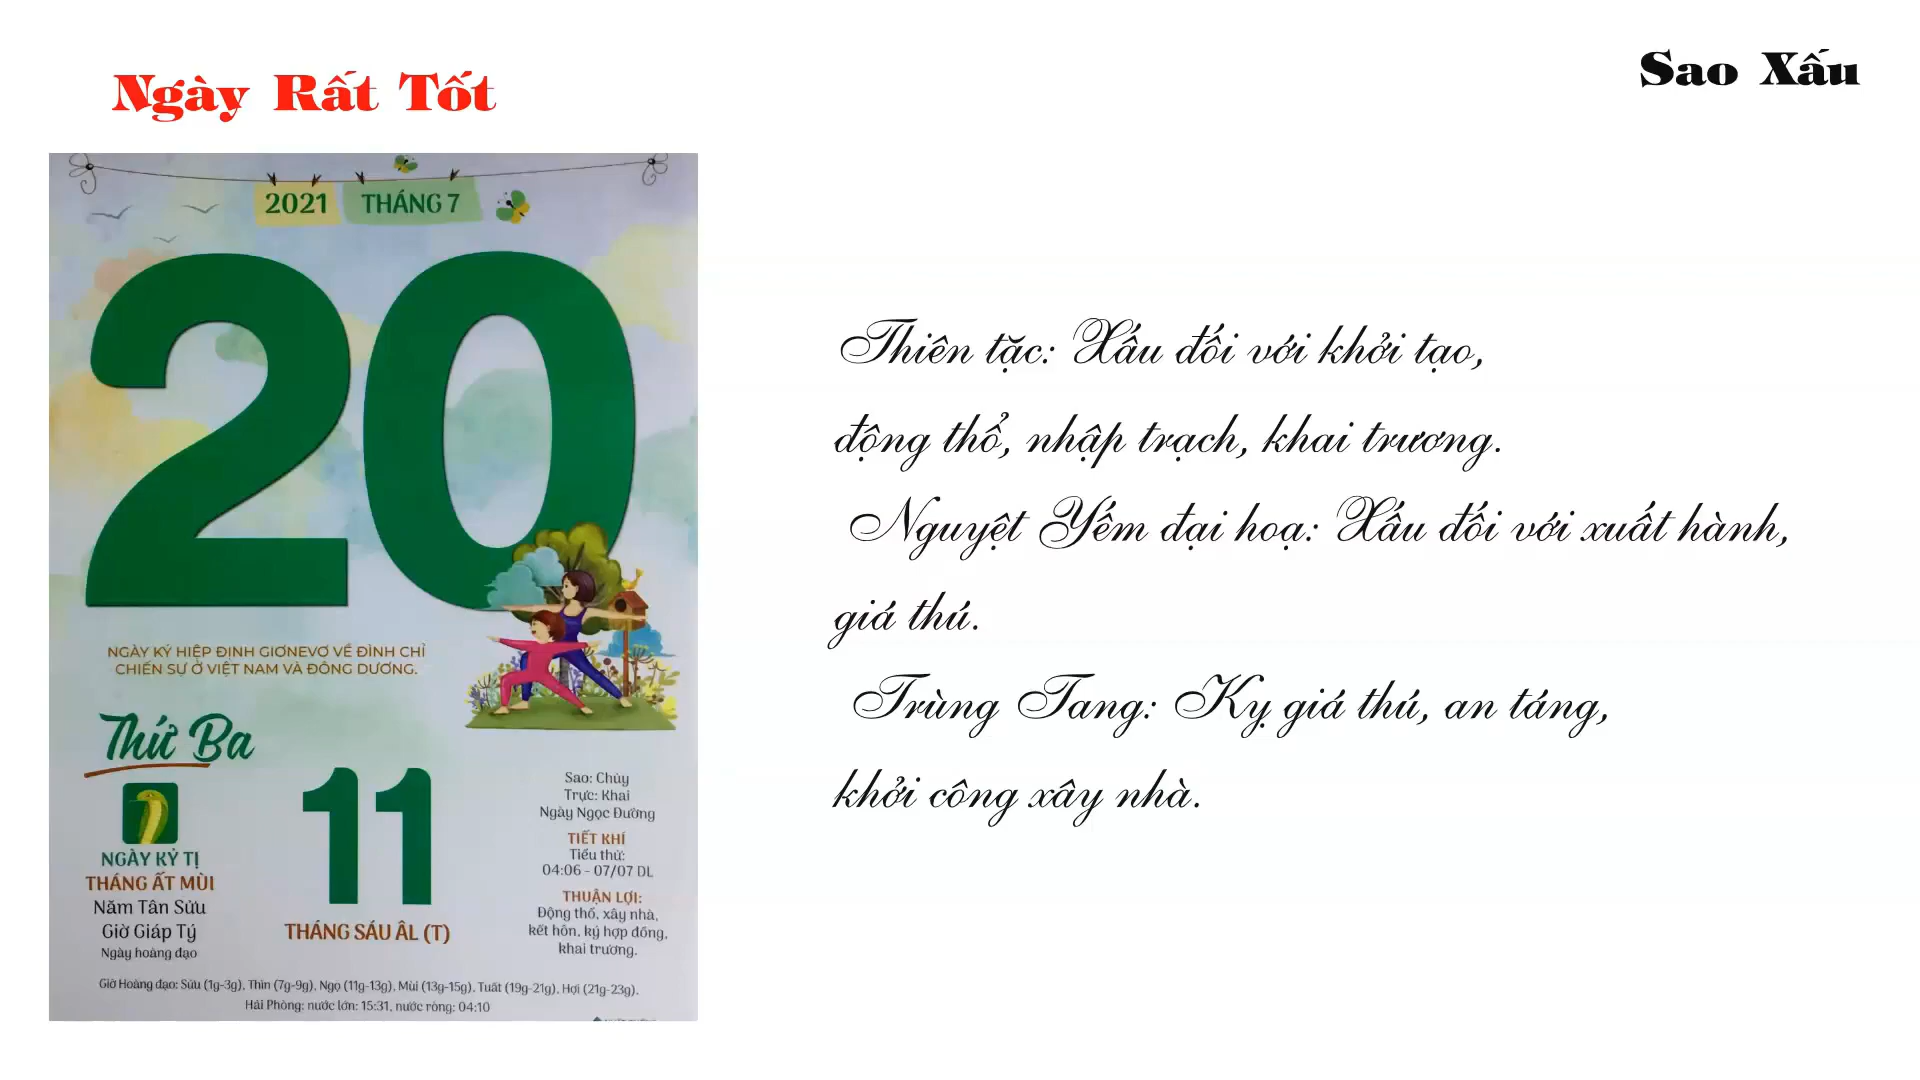 Ngày Rất Tốt
Sao Xấu
2021 THÁNG 7
20
NGÀY KÝ HIỆP ĐỊNH GIƠNEVƠ VỀ ĐÌNH CHỈ
CHIẾN SỰ Ở VIỆT NAM VÀ ĐÔNG DƯƠNG.
Thứ Ba
NGÀY KỶ TỊ
THÁNG ẤT MÙI
Năm Tân Sửu
Giờ Giáp Tý
Ngày hoàng đạo
11
THÁNG SÁU ÂL (T)
Sao: Chủy
Trực: Khai
Ngày Ngọc Đường
TIẾT KHÍ
Tiểu thử:
04:06 - 07/07 DL
THUẬN LỢI:
Động thổ, xây nhà,
kết hôn, ký hợp đồng,
khai trương.
Giờ Hoàng đạo: Sửu (1g-3g), Thìn (7g-9g), Ngọ (11g-13g), Mùi (13g-15g), Tuất (19g-21g), Hợi (21g-23g).
Hải Phòng: nước lớn: 15:31, nước ròng: 04:10
Thiên tặc: Xấu đối với khởi tạo,
động thổ, nhập trạch, khai trương.
Nguyệt Yếm đại hoạ: Xấu đối với xuất hành,
giá thú.
Trùng Tang: Kỵ giá thú, an táng,
khởi công xây nhà.